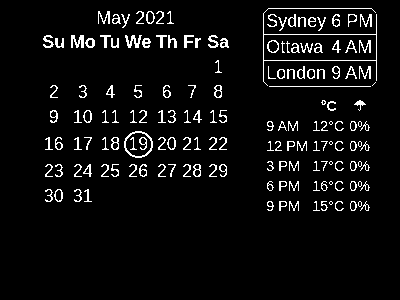 May 2021
Su Mo Tu We Th Fr Sa
1
2 3 4 5 6 7 8
9 10 11 12 13 14 15
16 17 18 19 20 21 22
23 24 25 26 27 28 29
30 31
Sydney 6 PM
Ottawa 4 AM
London 9 AM
°C ☂
9 AM 12°C 0%
12 PM 17°C 0%
3 PM 17°C 0%
6 PM 16°C 0%
9 PM 15°C 0%